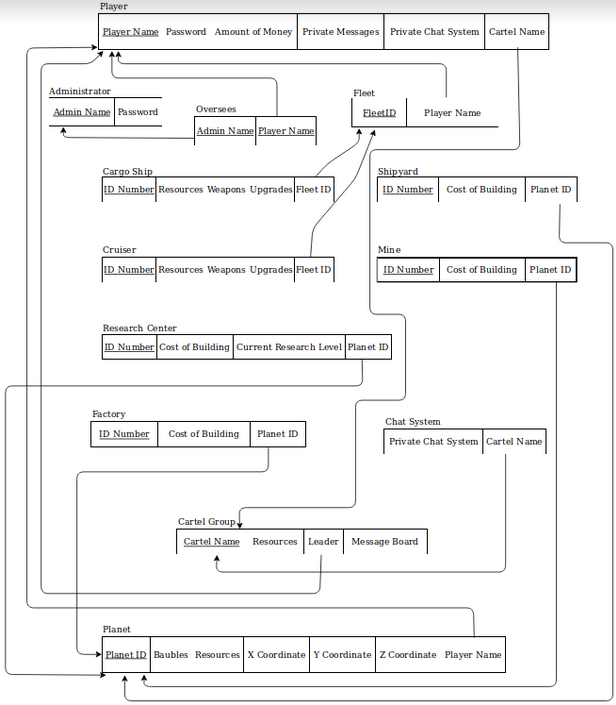 Player
Player Name Password Amount of Money Private Messages Private Chat System Cartel Name
Administrator
Admin Name Password
Oversees
Admin Name Player Name
Fleet
FleetID Player Name
Cargo Ship
ID Number Resources Weapons Upgrades Fleet ID
Shipyard
ID Number Cost of Building Planet ID
Cruiser
ID Number Resources Weapons Upgrades Fleet ID
Mine
ID Number Cost of Building Planet ID
Research Center
ID Number Cost of Building Current Research Level Planet ID
Factory
ID Number Cost of Building Planet ID
Chat System
Private Chat System Cartel Name
Cartel Group
Cartel Name Resources Leader Message Board
Planet
Planet ID Baubles Resources X Coordinate Y Coordinate Z Coordinate Player Name